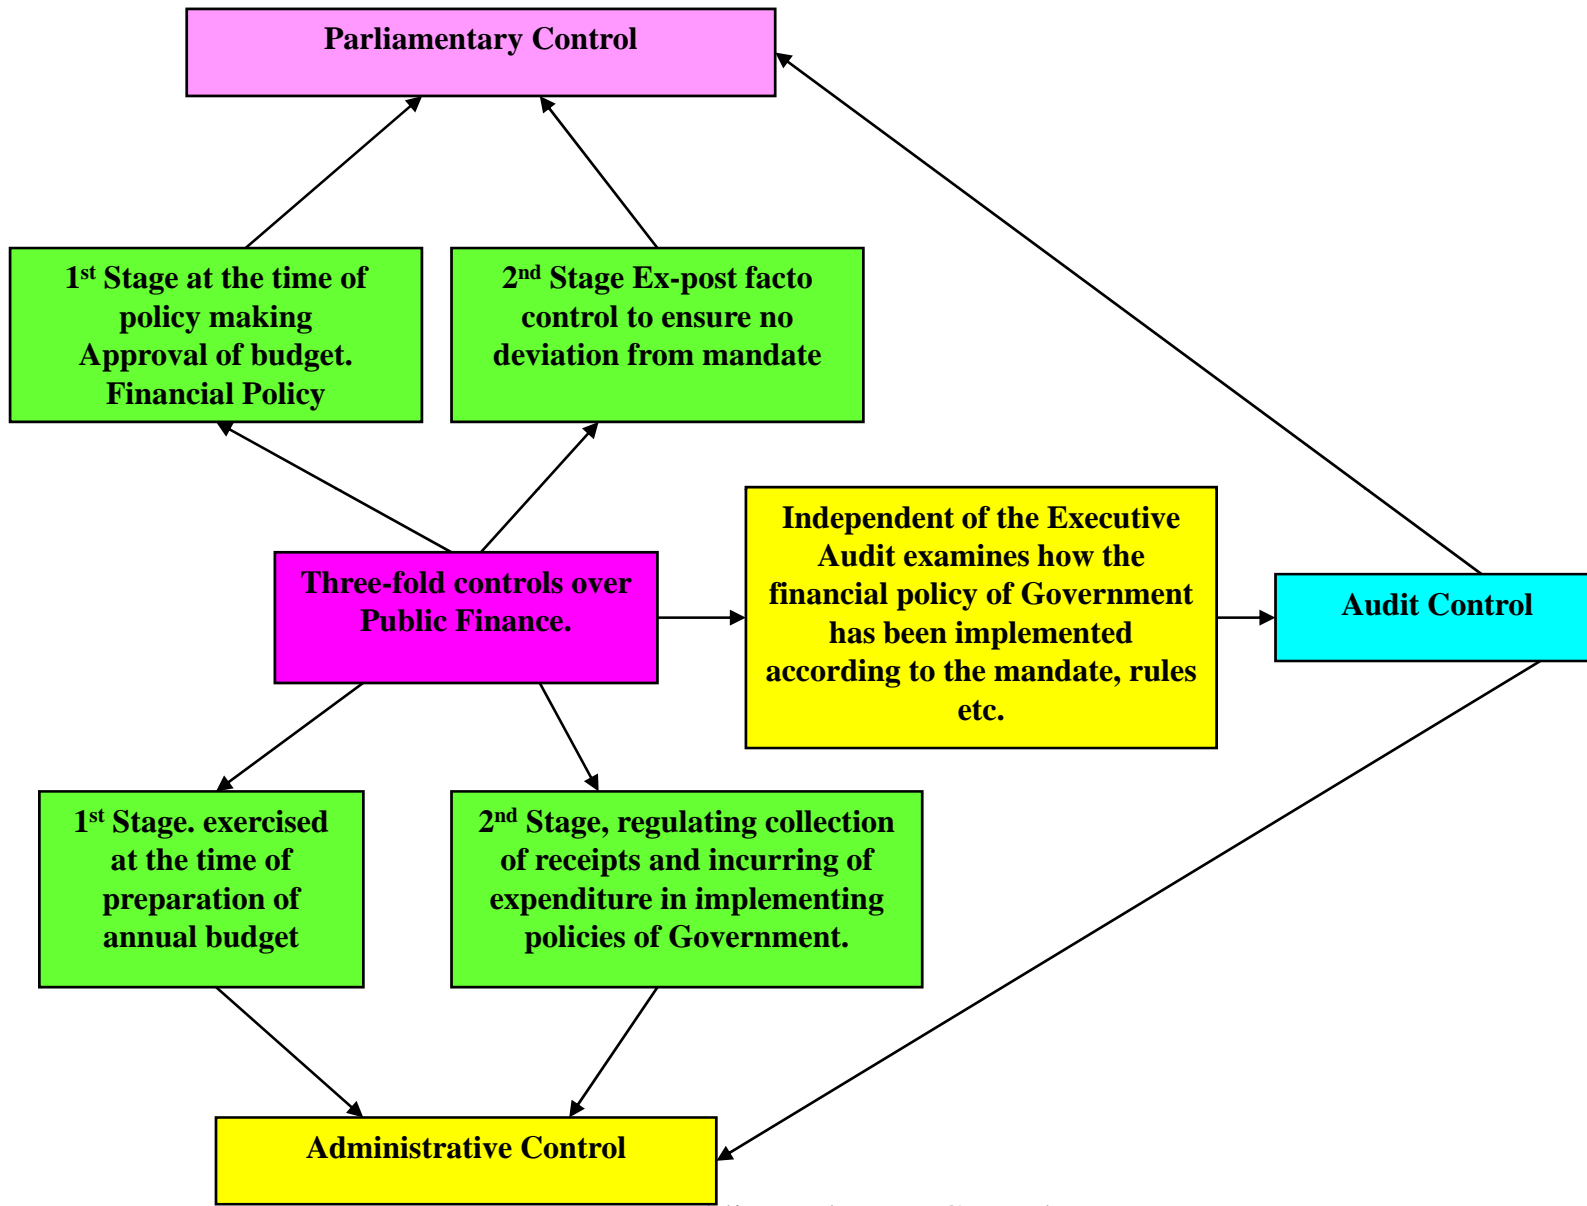 Parliamentary Control
1st Stage at the time of
policy making
Approval of budget.
Financial Policy
2nd Stage Ex-post facto
control to ensure no
deviation from mandate
Three-fold controls over
Public Finance.
Independent of the Executive
Audit examines how the
financial policy of Government
has been implemented
according to the mandate, rules
etc.
Audit Control
1st Stage. exercised
at the time of
preparation of
annual budget
2nd Stage, regulating collection
of receipts and incurring of
expenditure in implementing
policies of Government.
Administrative Control